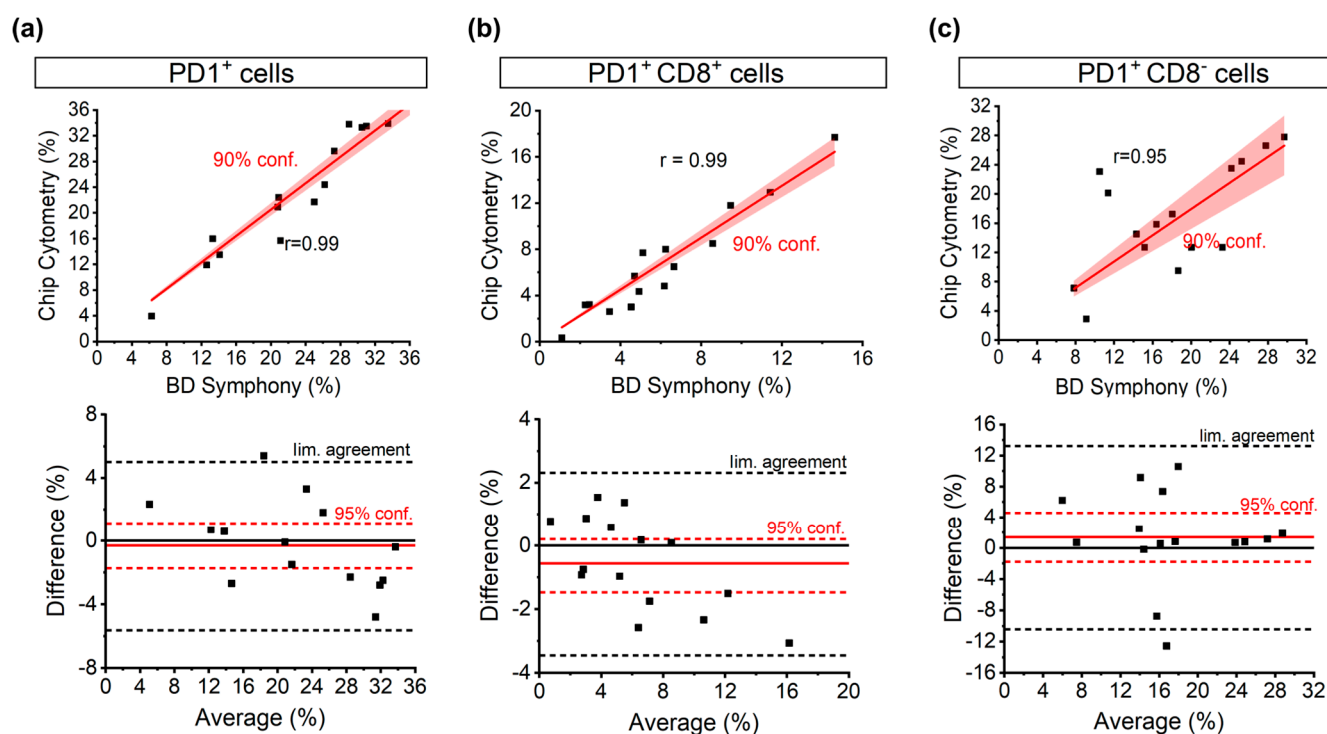 (a)
PD1⁺ cells
Chip Cytometry (%)
36
32
28
24
20
16
12
8
4
0
90% conf.
r=0.99
0 4 8 12 16 20 24 28 32 36
BD Symphony (%)
Difference (%)
8
4
0
-4
-8
lim. agreement
95% conf.
0 4 8 12 16 20 24 28 32 36
Average (%)
(b)
PD1⁺ CD8⁺ cells
Chip Cytometry (%)
20
16
12
8
4
0
r = 0.99
90% conf.
0 4 8 12 16
BD Symphony (%)
Difference (%)
4
2
0
-2
-4
lim. agreement
95% conf.
0 4 8 12 16 20
Average (%)
(c)
PD1⁺ CD8⁻ cells
Chip Cytometry (%)
32
28
24
20
16
12
8
4
0
r=0.95
90% conf.
0 4 8 12 16 20 24 28 32
BD Symphony (%)
Difference (%)
16
12
8
4
0
-4
-8
-12
-16
lim. agreement
95% conf.
0 4 8 12 16 20 24 28 32
Average (%)